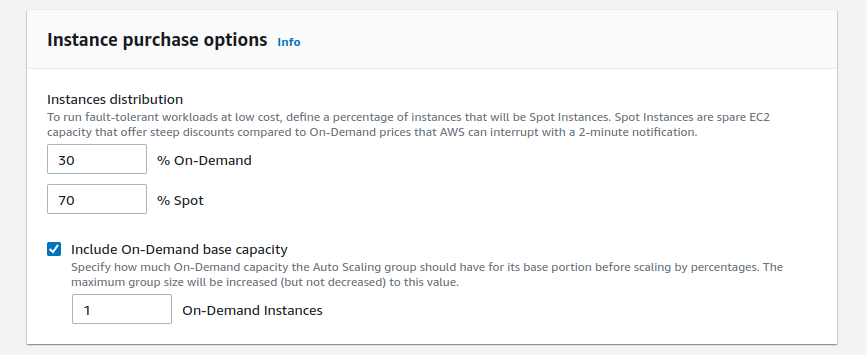 Instance purchase options Info
Instances distribution
To run fault-tolerant workloads at low cost, define a percentage of instances that will be Spot Instances. Spot Instances are spare EC2
capacity that offer steep discounts compared to On-Demand prices that AWS can interrupt with a 2-minute notification.
30 % On-Demand
70 % Spot
Include On-Demand base capacity
Specify how much On-Demand capacity the Auto Scaling group should have for its base portion before scaling by percentages. The
maximum group size will be increased (but not decreased) to this value.
1 On-Demand Instances